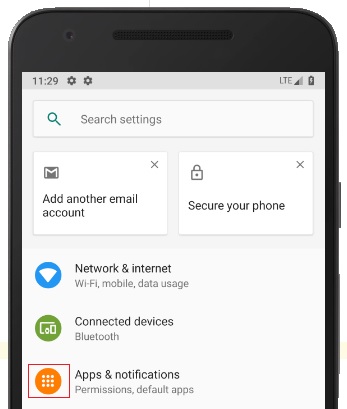 11:29 LTE
Search settings
Add another email
account
Secure your phone
Network & internet
Wi-Fi, mobile, data usage
Connected devices
Bluetooth
Apps & notifications
Permissions, default apps